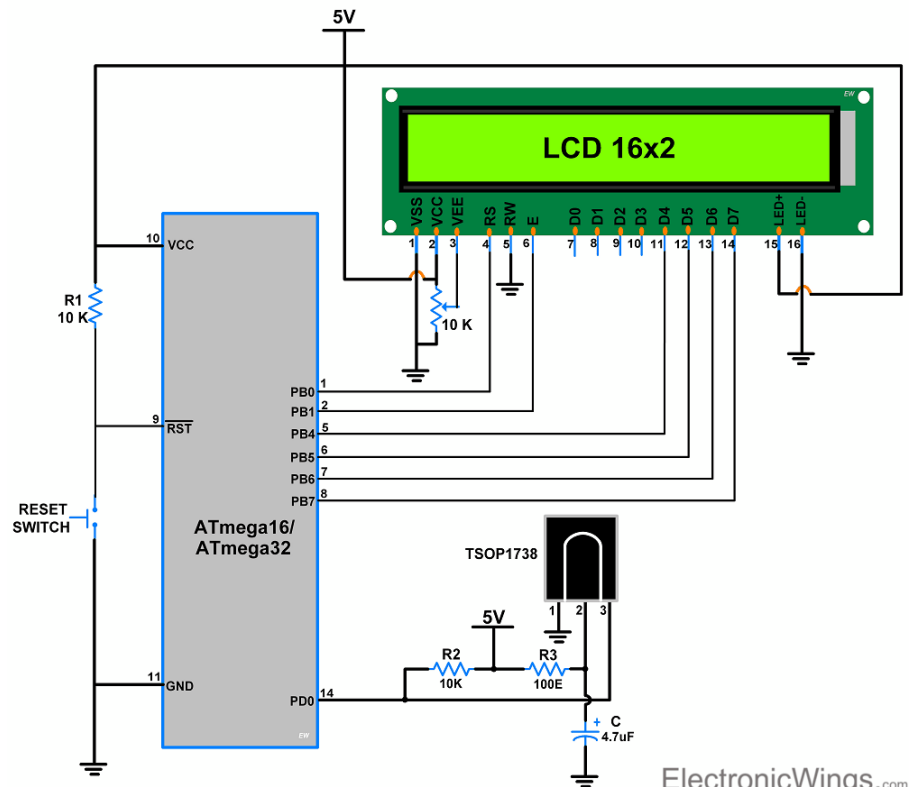 5V
EW
LCD 16x2
VSS VCC VEE RS RW E D0 D1 D2 D3 D4 D5 D6 D7 LED+ LED-
1 2 3 4 5 6 7 8 9 10 11 12 13 14 15 16
10 VCC
R1
10 K
10 K
PB0 1
PB1 2
9 RST
PB4 5
PB5 6
PB6 7
PB7 8
RESET
SWITCH
ATmega16/
ATmega32
TSOP1738
1 2 3
5V
R2
10K
R3
100E
11 GND
PD0 14
+ C
4.7uF
EW
ElectronicWings.com